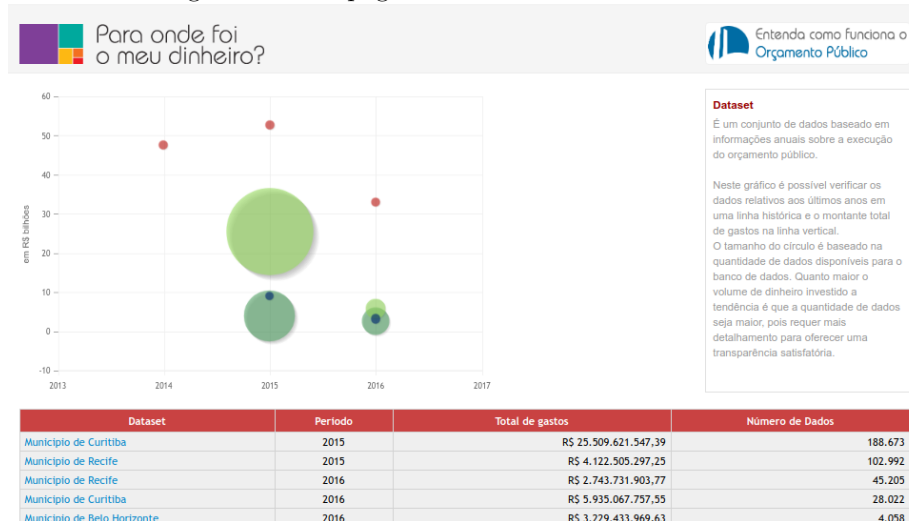 Para onde foi
o meu dinheiro?
Entenda como funciona o
Orçamento Público
60
50
40
30
20
10
0
-10
em R$ bilhões
2013
2014
2015
2016
2017
Dataset
É um conjunto de dados baseado em
informações anuais sobre a execução
do orçamento público.
Neste gráfico é possível verificar os
dados relativos aos últimos anos em
uma linha histórica e o montante total
de gastos na linha vertical.
O tamanho do círculo é baseado na
quantidade de dados disponíveis para o
banco de dados. Quanto maior o
volume de dinheiro investido a
tendência é que a quantidade de dados
seja maior, pois requer mais
detalhamento para oferecer uma
transparência satisfatória.
Dataset Período Total de gastos Número de Dados
Município de Curitiba 2015 R$ 25.509.621.547,39 188.673
Município de Recife 2015 R$ 4.122.505.297,25 102.992
Município de Recife 2016 R$ 2.743.731.903,77 45.205
Município de Curitiba 2016 R$ 5.935.067.757,55 28.022
Município de Belo Horizonte 2016 R$ 3.229.433.969,63 4.058